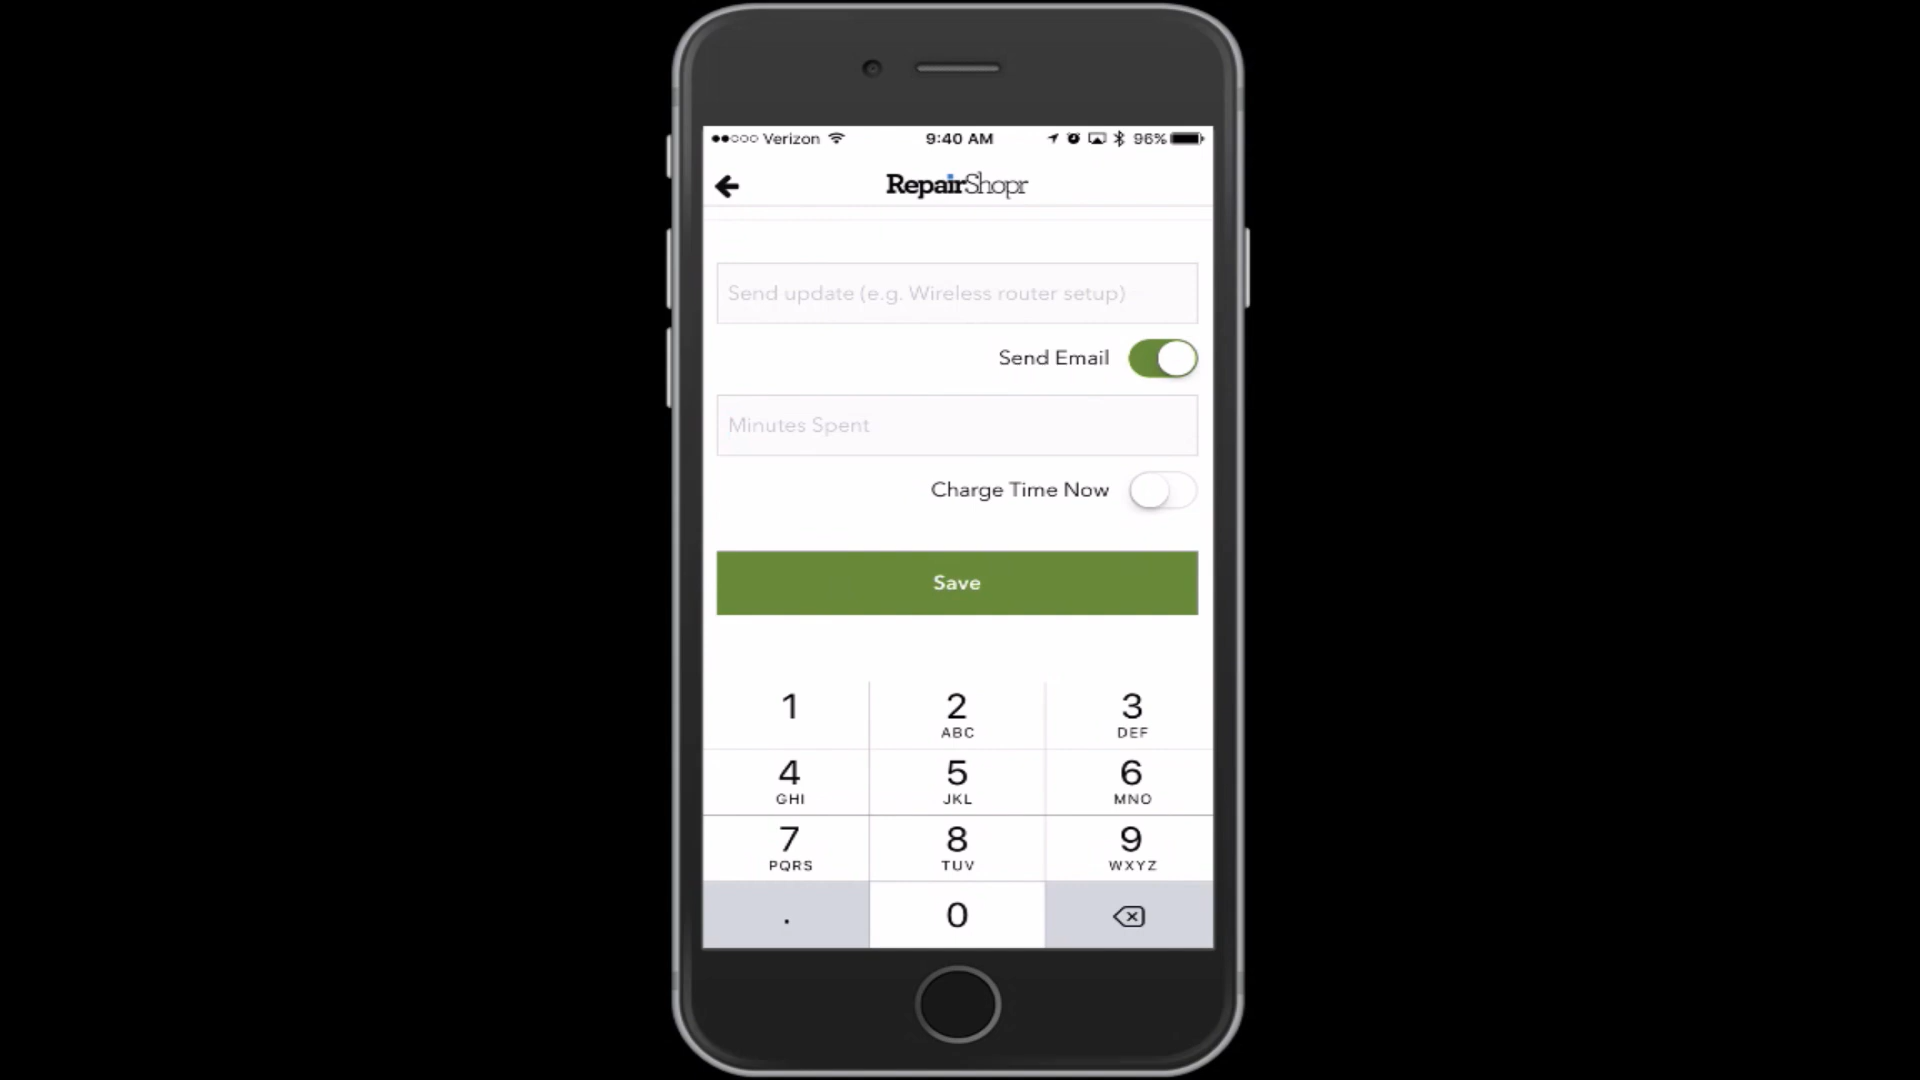 Verizon 9:40 AM 96%
RepairShopr
Send update (e.g. Wireless router setup)
Send Email
Minutes Spent
Charge Time Now
Save
1 2 3
ABC DEF
4 5 6
GHI JKL MNO
7 8 9
PQRS TUV WXYZ
. 0